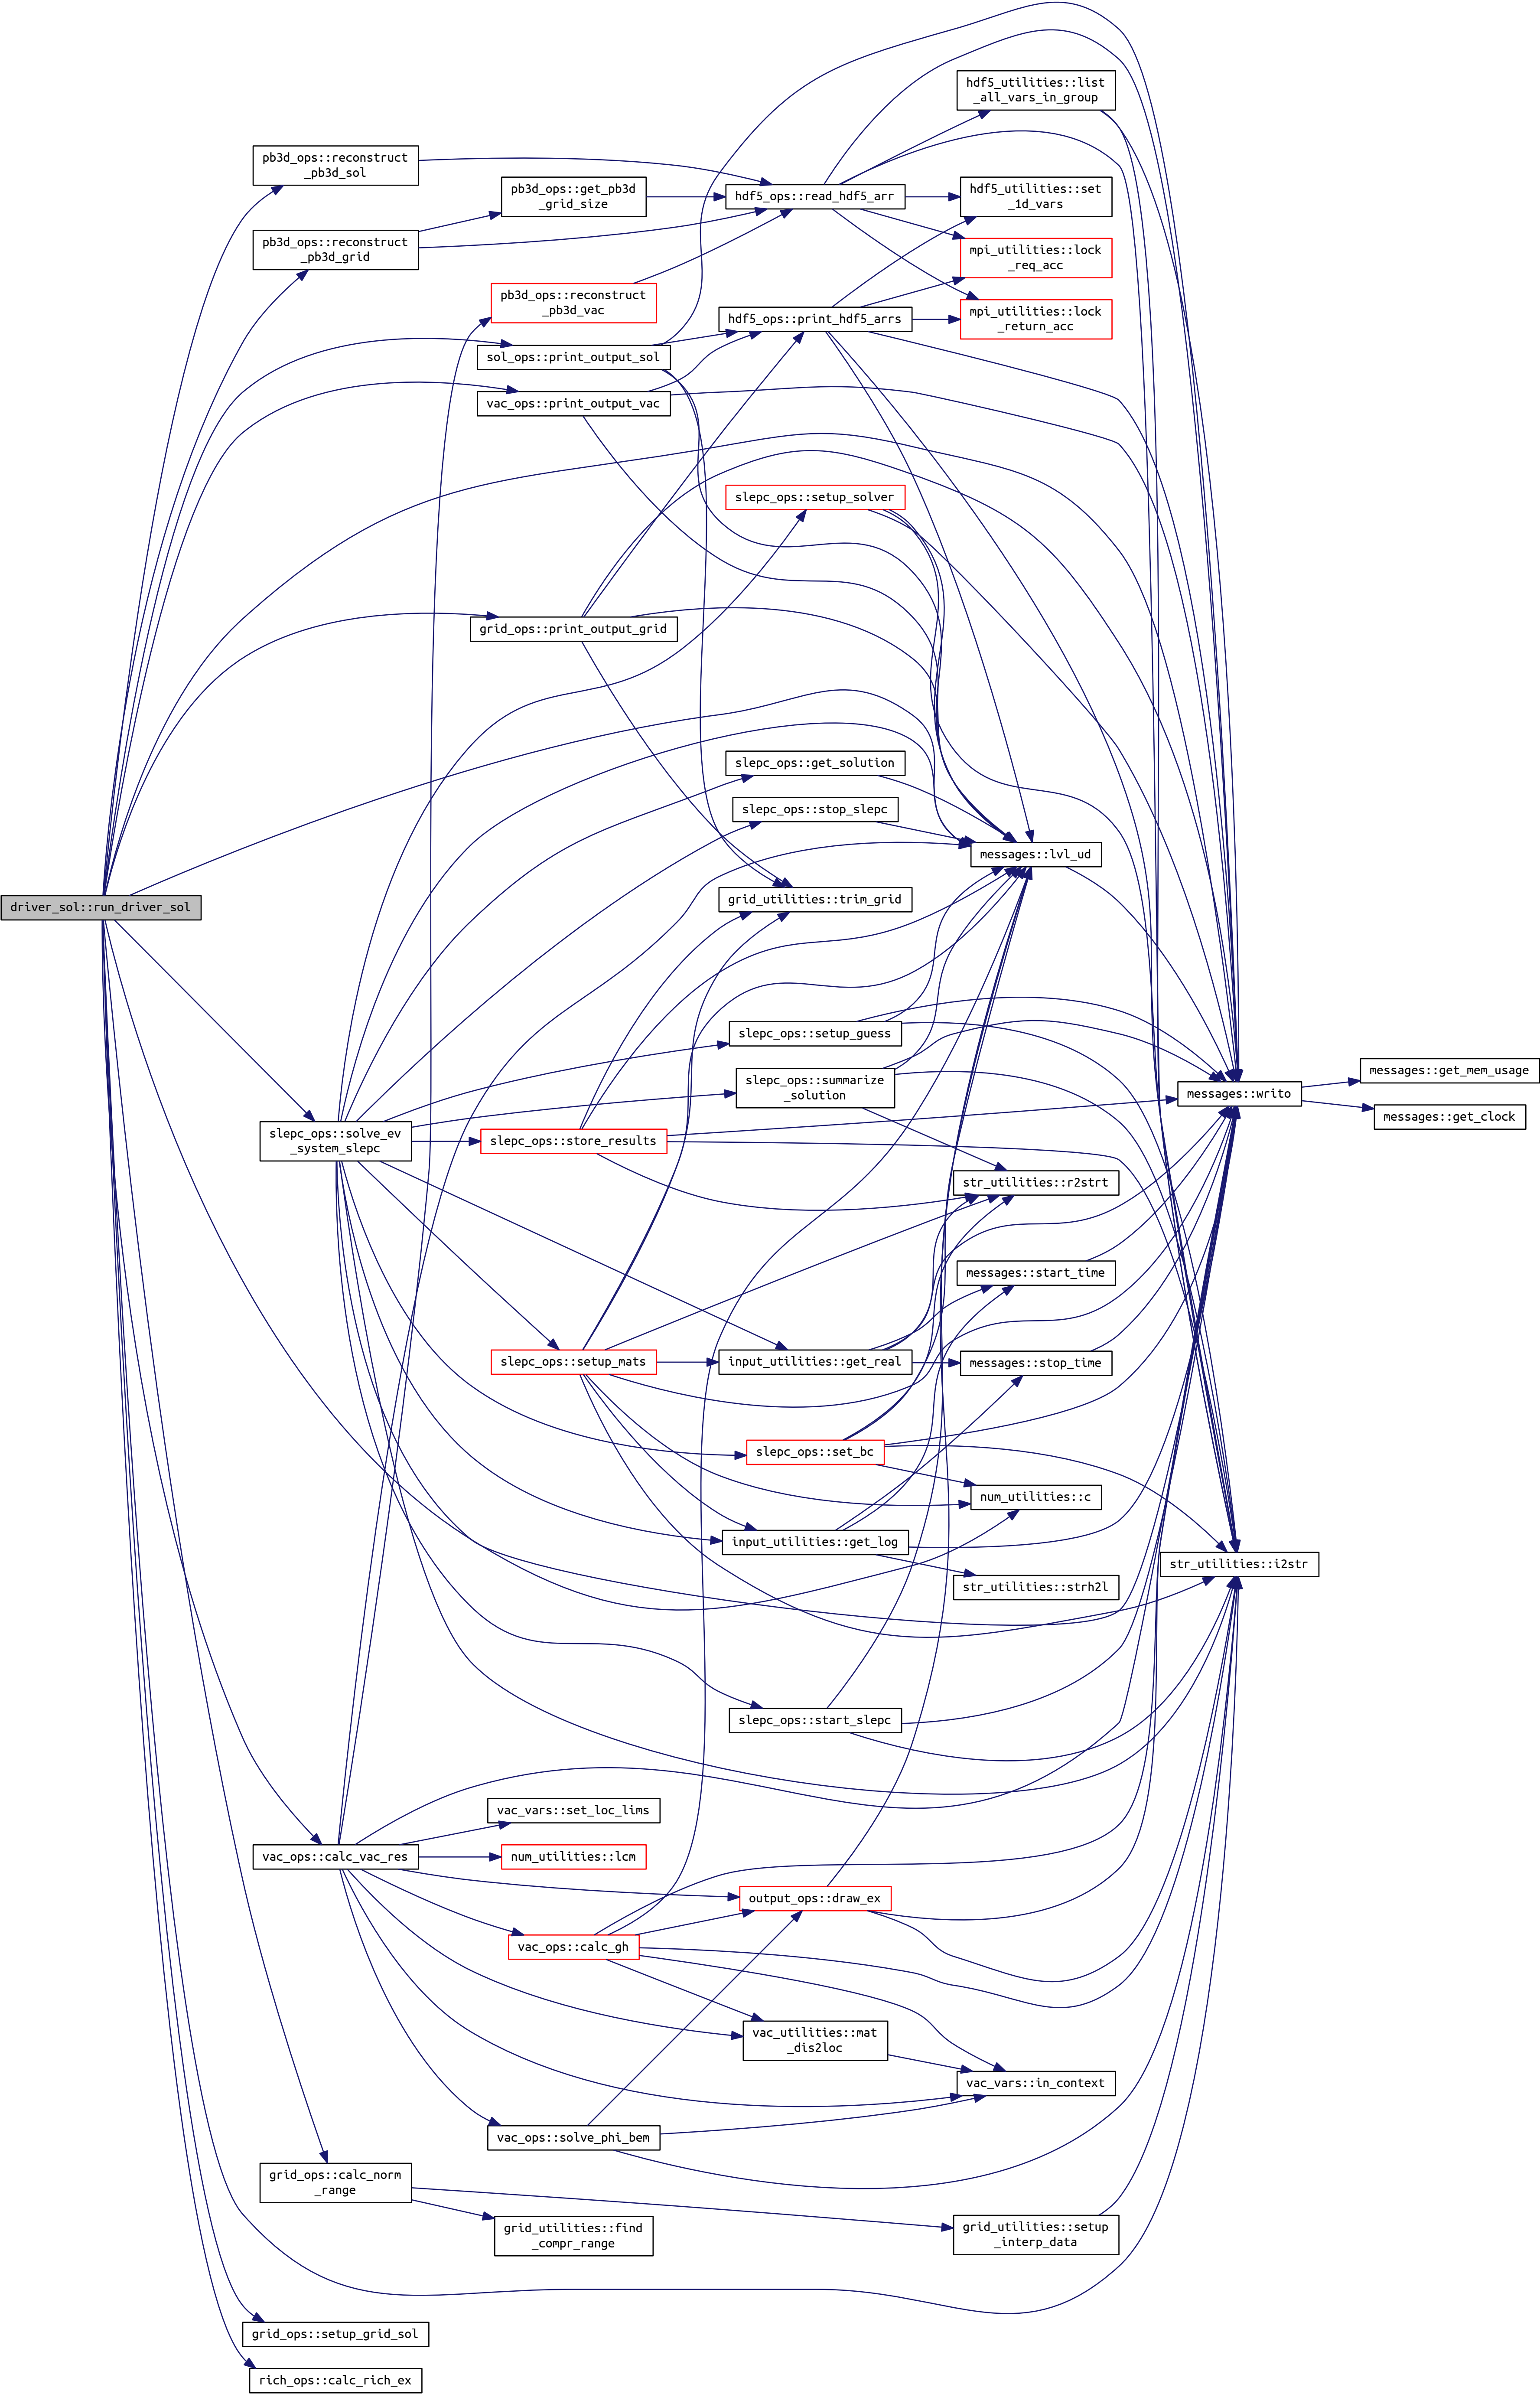 driver_sol::run_driver_sol
pb3d_ops::reconstruct
_pb3d_sol
pb3d_ops::reconstruct
_pb3d_grid
slepc_ops::solve_ev
_system_slepc
vac_ops::calc_vac_res
grid_ops::calc_norm
_range
grid_ops::setup_grid_sol
rich_ops::calc_rich_ex
pb3d_ops::get_pb3d
_grid_size
pb3d_ops::reconstruct
_pb3d_vac
sol_ops::print_output_sol
vac_ops::print_output_vac
grid_ops::print_output_grid
slepc_ops::store_results
slepc_ops::setup_mats
vac_vars::set_loc_lims
num_utilities::lcm
vac_ops::calc_gh
vac_ops::solve_phi_bem
grid_utilities::find
_compr_range
hdf5_ops::read_hdf5_arr
hdf5_ops::print_hdf5_arrs
slepc_ops::setup_solver
slepc_ops::get_solution
slepc_ops::stop_slepc
grid_utilities::trim_grid
slepc_ops::setup_guess
slepc_ops::summarize
_solution
input_utilities::get_real
slepc_ops::set_bc
input_utilities::get_log
slepc_ops::start_slepc
output_ops::draw_ex
vac_utilities::mat
_dis2loc
hdf5_utilities::list
_all_vars_in_group
hdf5_utilities::set
_1d_vars
mpi_utilities::lock
_req_acc
mpi_utilities::lock
_return_acc
messages::lvl_ud
str_utilities::r2strt
messages::start_time
messages::stop_time
num_utilities::c
str_utilities::strh2l
vac_vars::in_context
grid_utilities::setup
_interp_data
messages::writo
str_utilities::i2str
messages::get_mem_usage
messages::get_clock